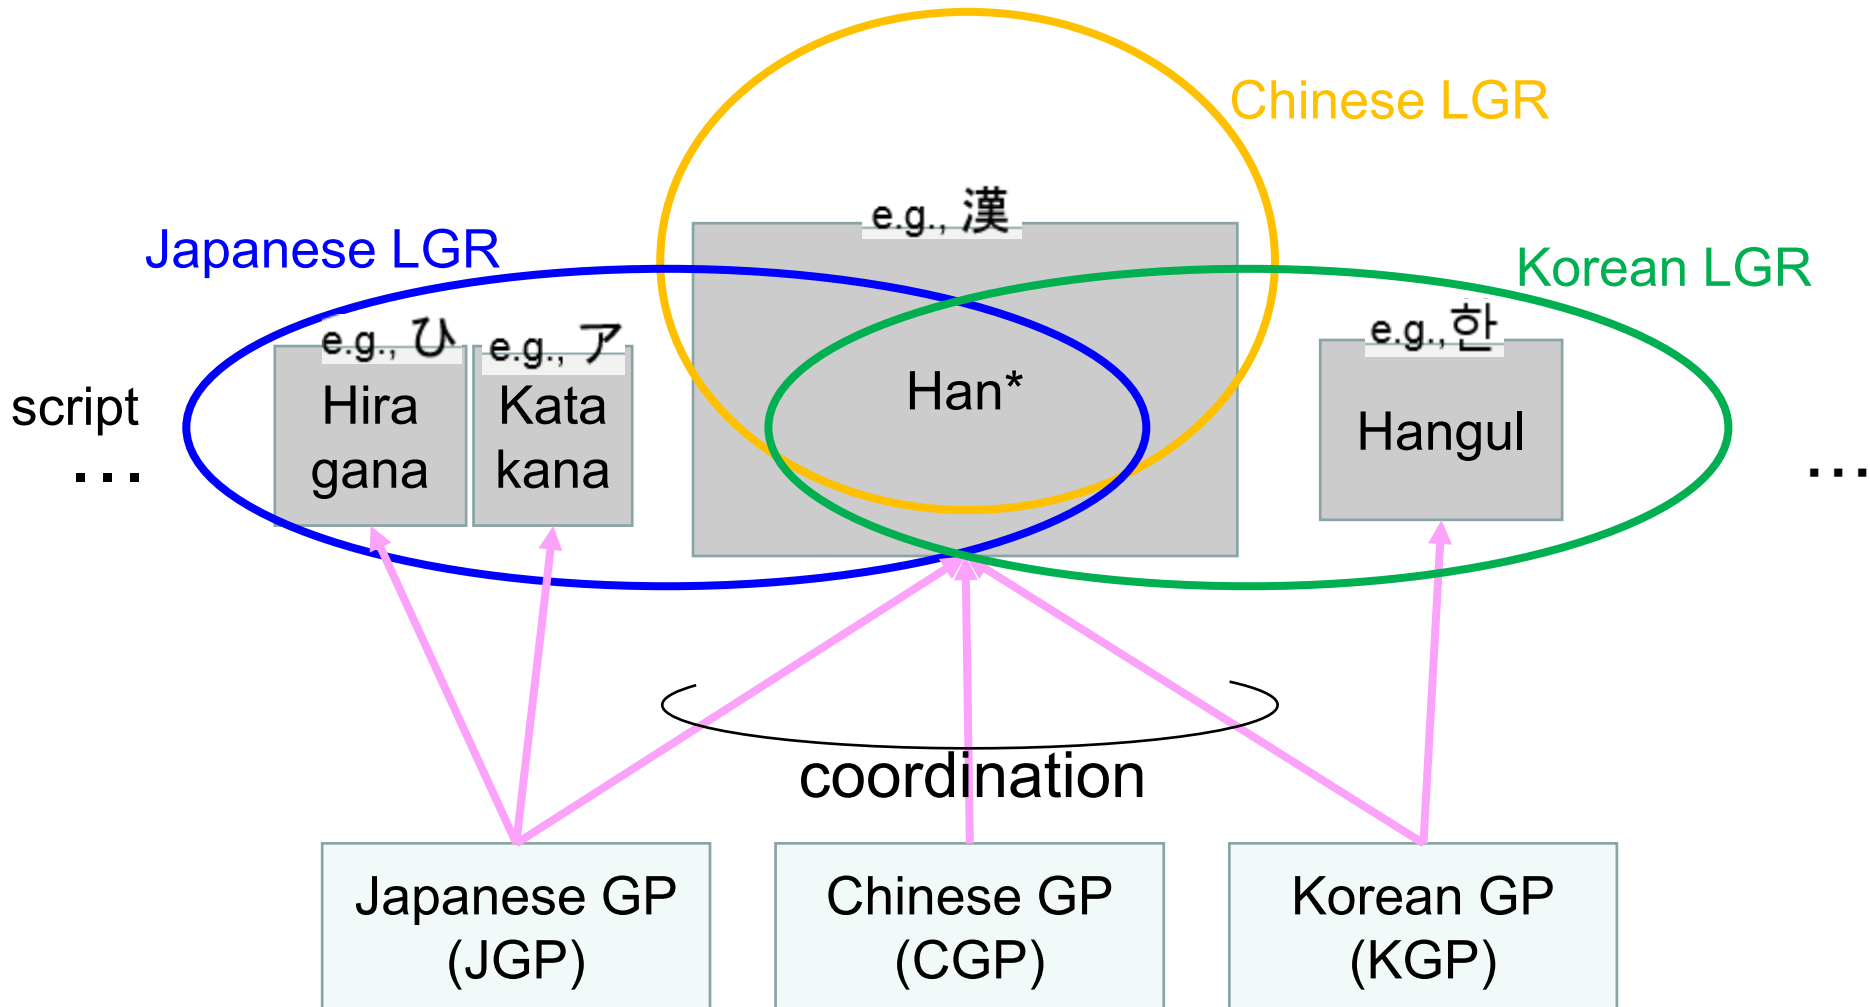 Chinese LGR
e.g., 漢
Japanese LGR
Korean LGR
e.g., ひ
e.g., ア
e.g., 한
script
...
Hira
gana
Kata
kana
Han*
Hangul
...
coordination
Japanese GP
(JGP)
Chinese GP
(CGP)
Korean GP
(KGP)